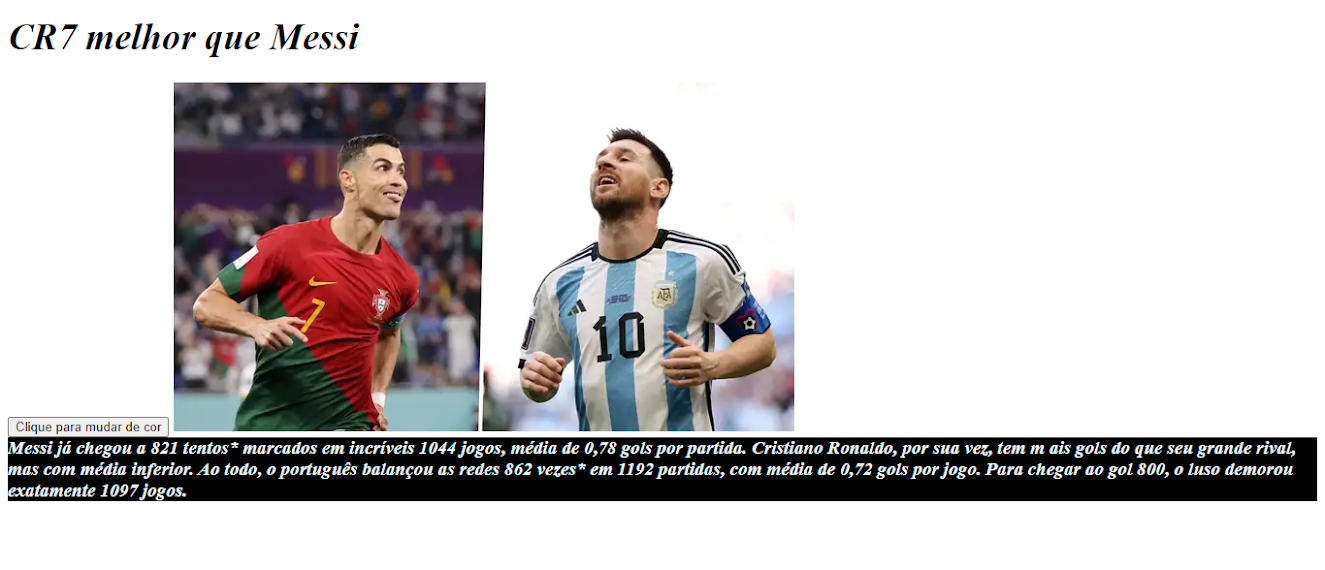 CR7 melhor que Messi
7
10
AFA
Clique para mudar de cor
Messi já chegou a 821 tentos* marcados em incríveis 1044 jogos, média de 0,78 gols por partida. Cristiano Ronaldo, por sua vez, tem m ais gols do que seu grande rival,
mas com média inferior. Ao todo, o português balançou as redes 862 vezes* em 1192 partidas, com média de 0,72 gols por jogo. Para chegar ao gol 800, o luso demorou
exatamente 1097 jogos.